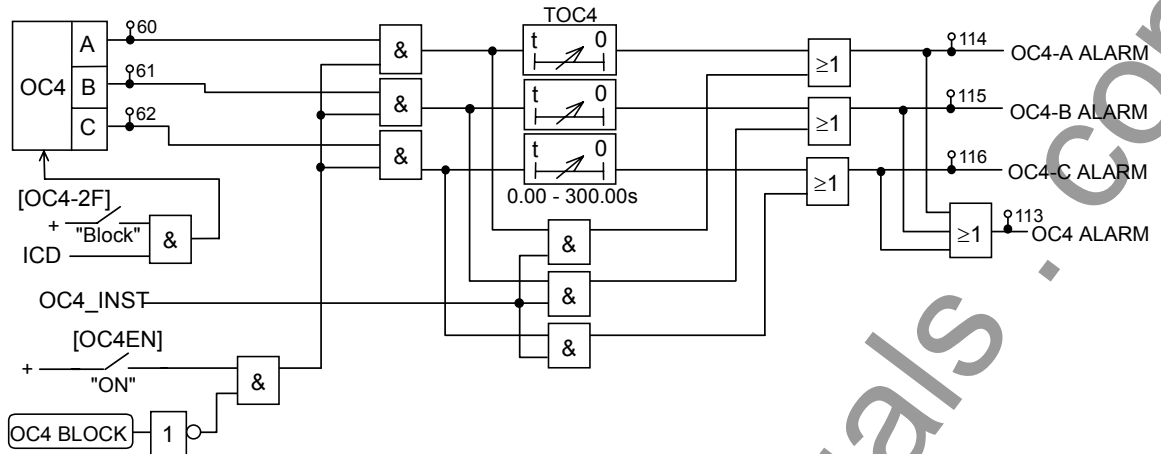 TOC4
A 60 & t 0 ≥1 114 OC4-A ALARM
OC4 B 61 & t 0 ≥1 115 OC4-B ALARM
C 62 & t 0 ≥1 116 OC4-C ALARM
0.00 - 300.00s
[OC4-2F]
+ "Block" & & ≥1 113 OC4 ALARM
ICD
OC4_INST &
[OC4EN] &
+ "ON" &
OC4 BLOCK 1
als . con